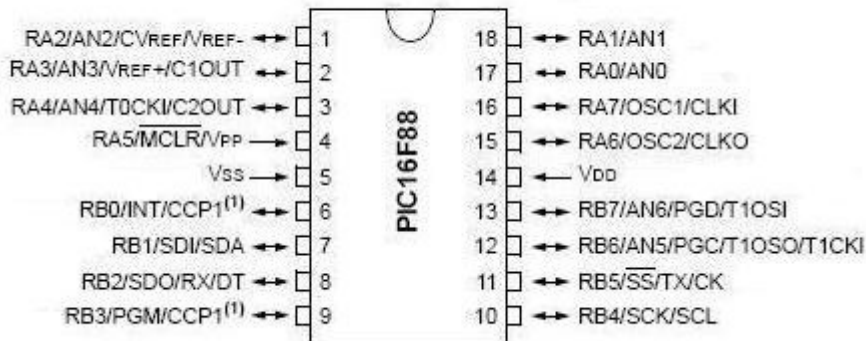 RA2/AN2/CVREF/VREF- 1
RA3/AN3/VREF+/C1OUT 2
RA4/AN4/T0CKI/C2OUT 3
RA5/MCLR/VPP 4
VSS 5
RB0/INT/CCP1(1) 6
RB1/SDI/SDA 7
RB2/SDO/RX/DT 8
RB3/PGM/CCP1(1) 9
PIC16F88
18 RA1/AN1
17 RA0/AN0
16 RA7/OSC1/CLKI
15 RA6/OSC2/CLKO
14 VDD
13 RB7/AN6/PGD/T1OSI
12 RB6/AN5/PGC/T1OSO/T1CKI
11 RB5/SS/TX/CK
10 RB4/SCK/SCL